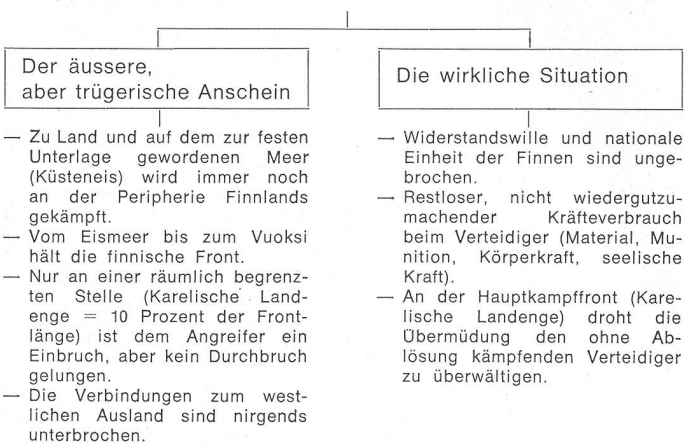 Der äussere,
aber trügerische Anschein
— Zu Land und auf dem zur festen
Unterlage gewordenen Meer
(Küsteneis) wird immer noch
an der Peripherie Finnlands
gekämpft.
— Vom Eismeer bis zum Vuoksi
hält die finnische Front.
— Nur an einer räumlich begrenz-
ten Stelle (Karelische Land-
enge = 10 Prozent der Front-
länge) ist dem Angreifer ein
Einbruch, aber kein Durchbruch
gelungen.
— Die Verbindungen zum west-
lichen Ausland sind nirgends
unterbrochen.
Die wirkliche Situation
— Widerstandswille und nationale
Einheit der Finnen sind unge-
brochen.
— Restloser, nicht wiedergutzu-
machender Kräfteverbrauch
beim Verteidiger (Material, Mu-
nition, Körperkraft, seelische
Kraft).
— An der Hauptkampffront (Kare-
lische Landenge) droht die
Übermüdung den ohne Ab-
lösung kämpfenden Verteidiger
zu überwältigen.